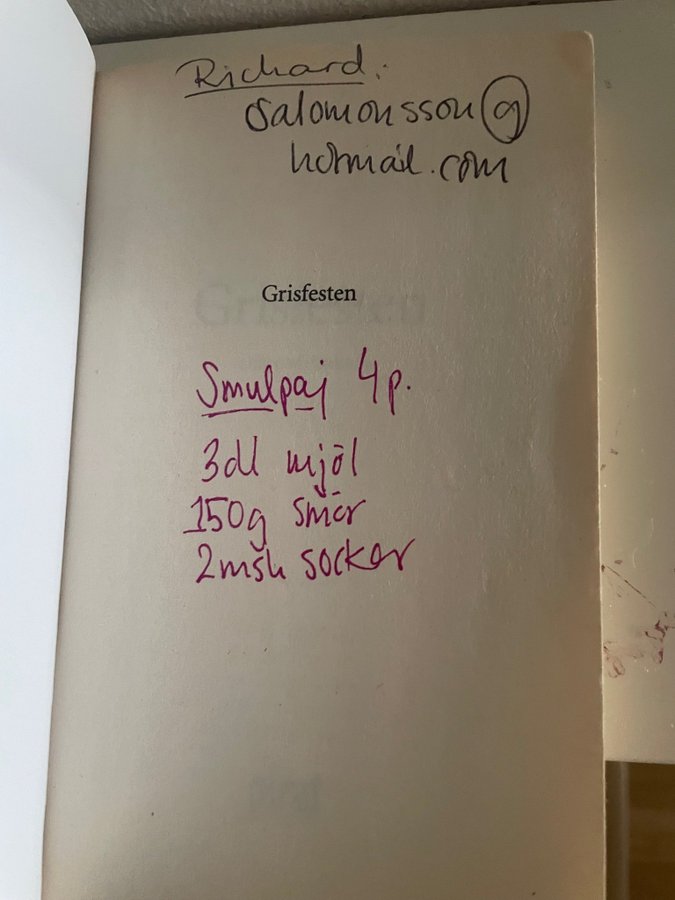 Richard:
salomonsson@
hotmail.com
Grisfesten
Smulpaj 4p.
3dl mjöl
150g smör
2msk socker